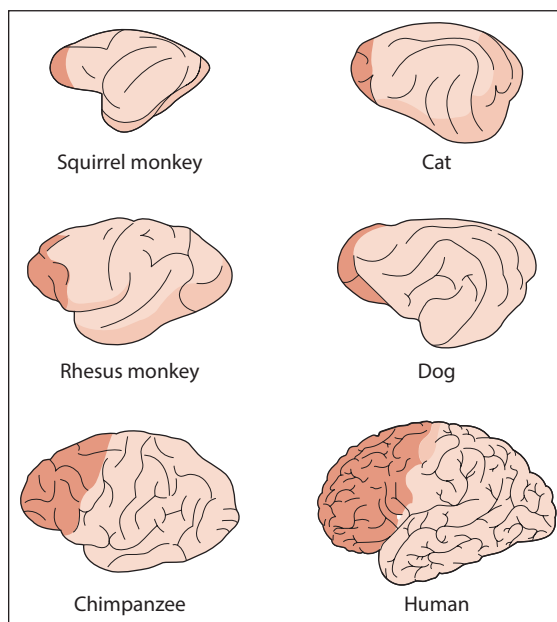 Squirrel monkey
Cat
Rhesus monkey
Dog
Chimpanzee
Human